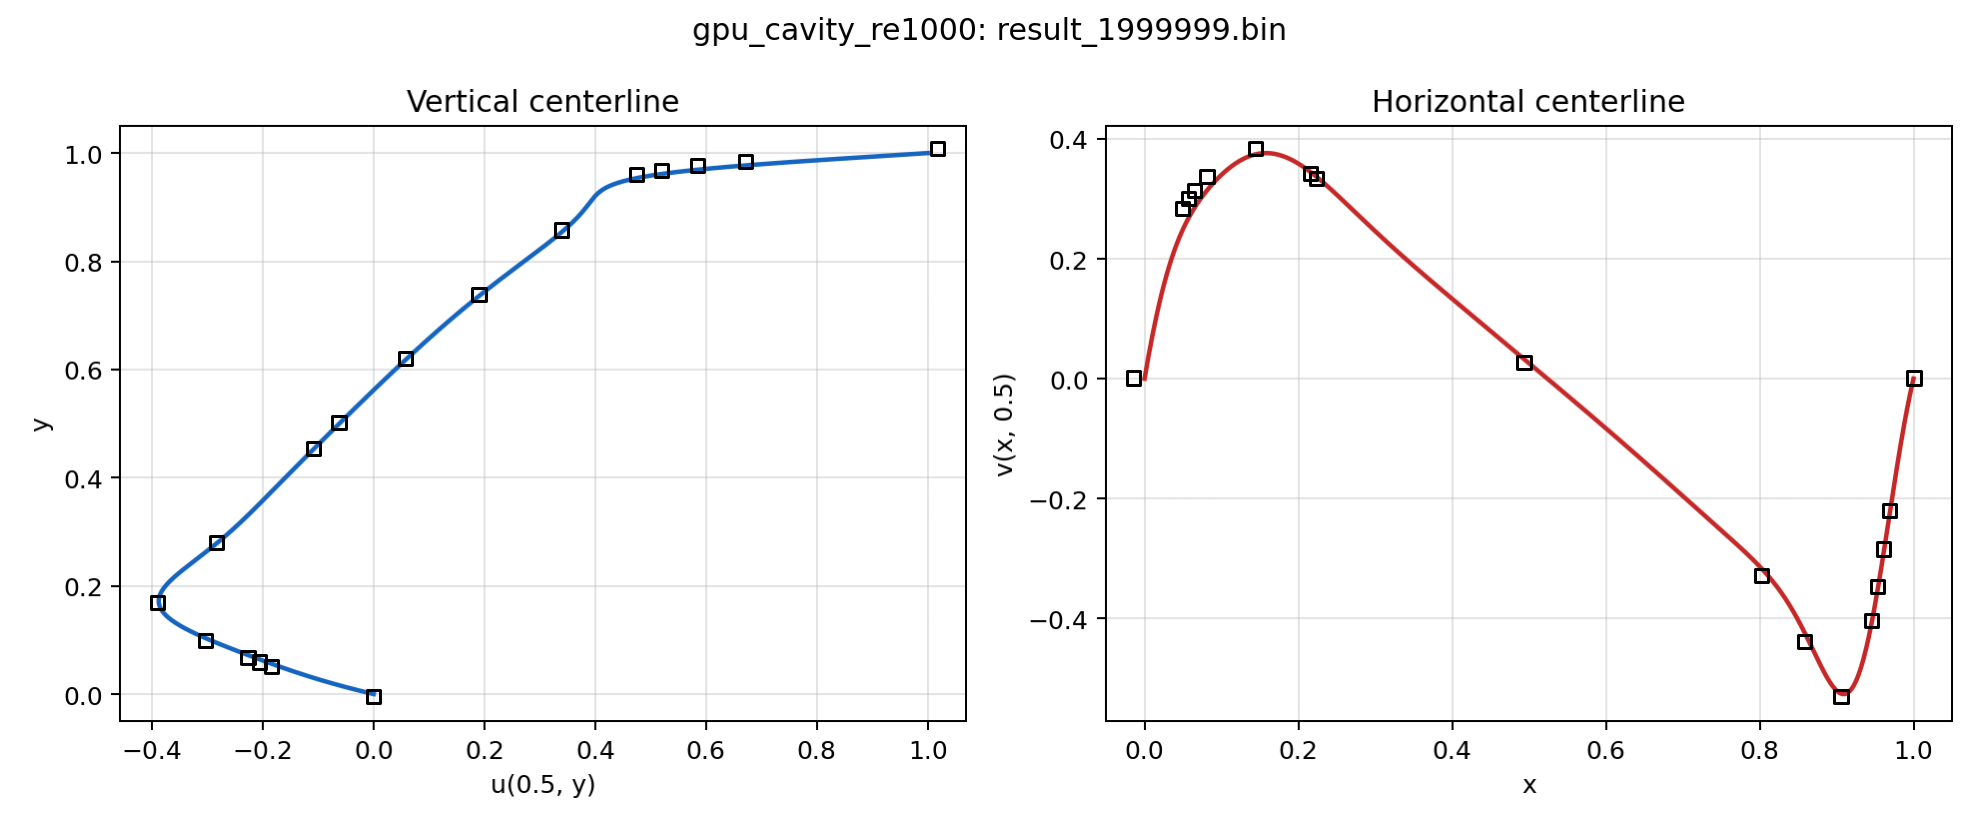 gpu_cavity_re1000: result_1999999.bin
Vertical centerline
1.0
0.8
0.6
0.4
0.2
0.0
y
−0.4 −0.2 0.0 0.2 0.4 0.6 0.8 1.0
u(0.5, y)
Horizontal centerline
0.4
0.2
0.0
−0.2
−0.4
v(x, 0.5)
0.0 0.2 0.4 0.6 0.8 1.0
x